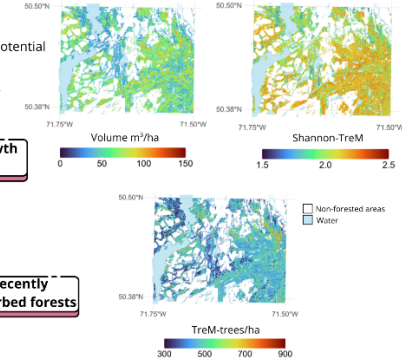 50.50°N
50.50°N
otential
50.38°N
50.38°N
71.75°W
71.50°W
71.75°W
71.50°W
Volume m³/ha
Shannon-TreM
0
50
100
150
1.5
2.0
2.5
50.50°N
Non-forested areas
Water
ecently
rbed forests
50.38°N
71.75°W
71.50°W
TreM-trees/ha
300
500
700
900